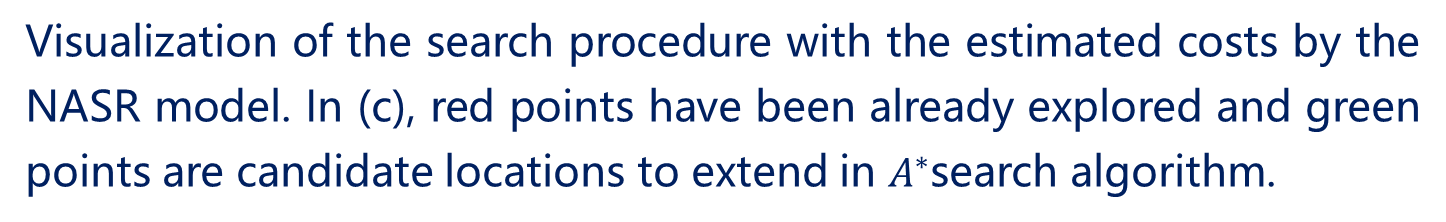 Visualization of the search procedure with the estimated costs by the
NASR model. In (c), red points have been already explored and green
points are candidate locations to extend in A*search algorithm.